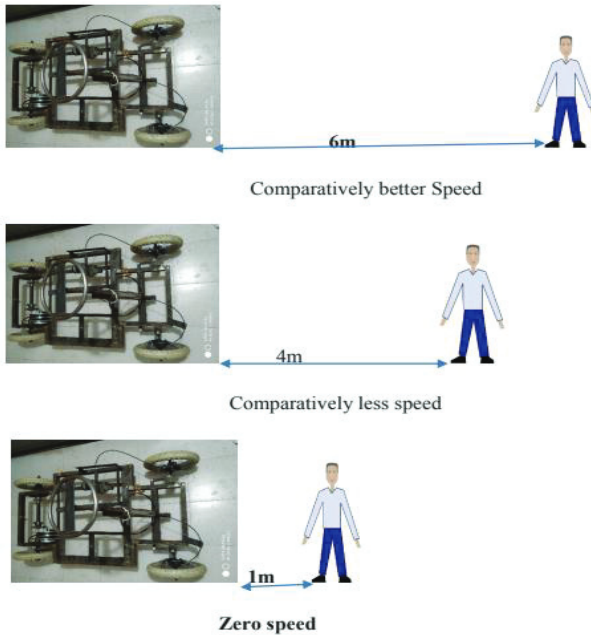 6m
Comparatively better Speed
4m
Comparatively less speed
1m
Zero speed